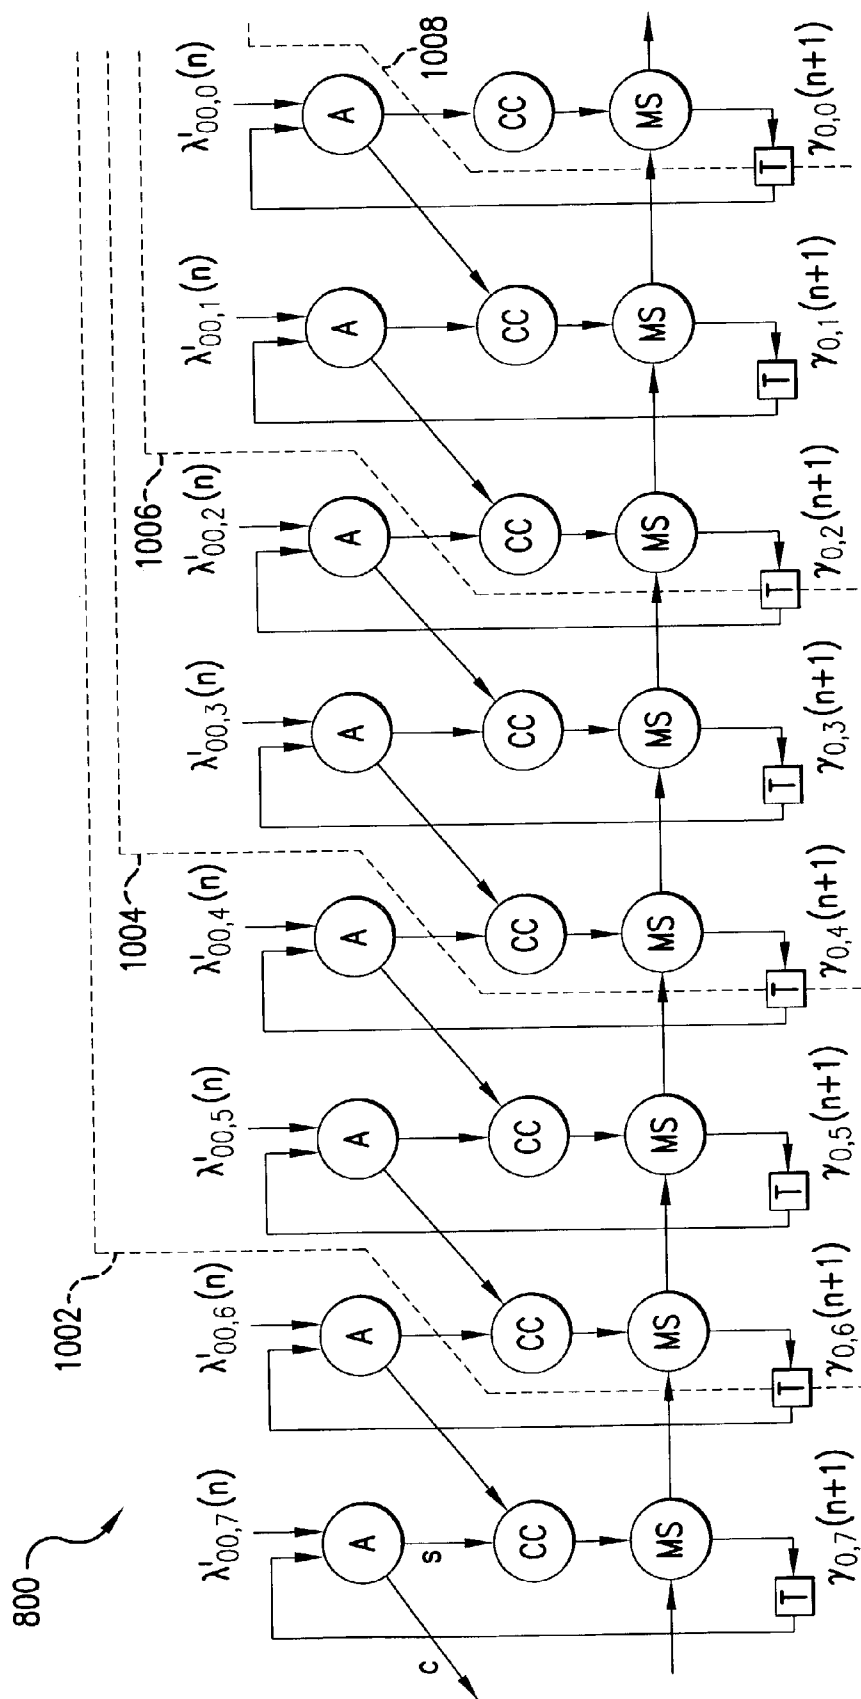 800
1002
1004
1006
1008
λ'00,7(n) λ'00,6(n) λ'00,5(n) λ'00,4(n) λ'00,3(n) λ'00,2(n) λ'00,1(n) λ'00,0(n)
A A A A A A A A
c s
CC CC CC CC CC CC CC CC
MS MS MS MS MS MS MS MS
T T T T T T T T
γ0,7(n+1) γ0,6(n+1) γ0,5(n+1) γ0,4(n+1) γ0,3(n+1) γ0,2(n+1) γ0,1(n+1) γ0,0(n+1)